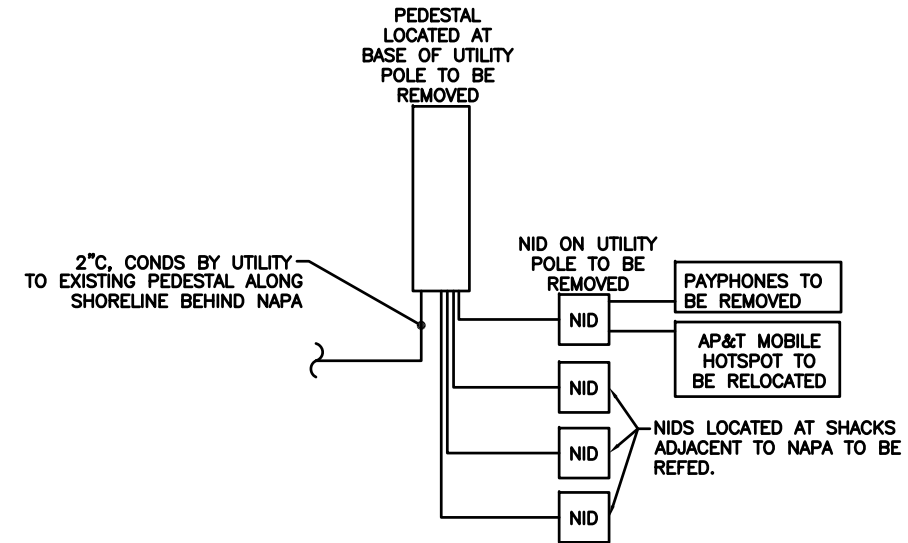 PEDESTAL
LOCATED AT
BASE OF UTILITY
POLE TO BE
REMOVED
2"C, CONDS BY UTILITY
TO EXISTING PEDESTAL ALONG
SHORELINE BEHIND NAPA
NID ON UTILITY
POLE TO BE
REMOVED
NID
PAYPHONES TO
BE REMOVED
AP&T MOBILE
HOTSPOT TO
BE RELOCATED
NID
NID
NID
NIDS LOCATED AT SHACKS
ADJACENT TO NAPA TO BE
REFED.